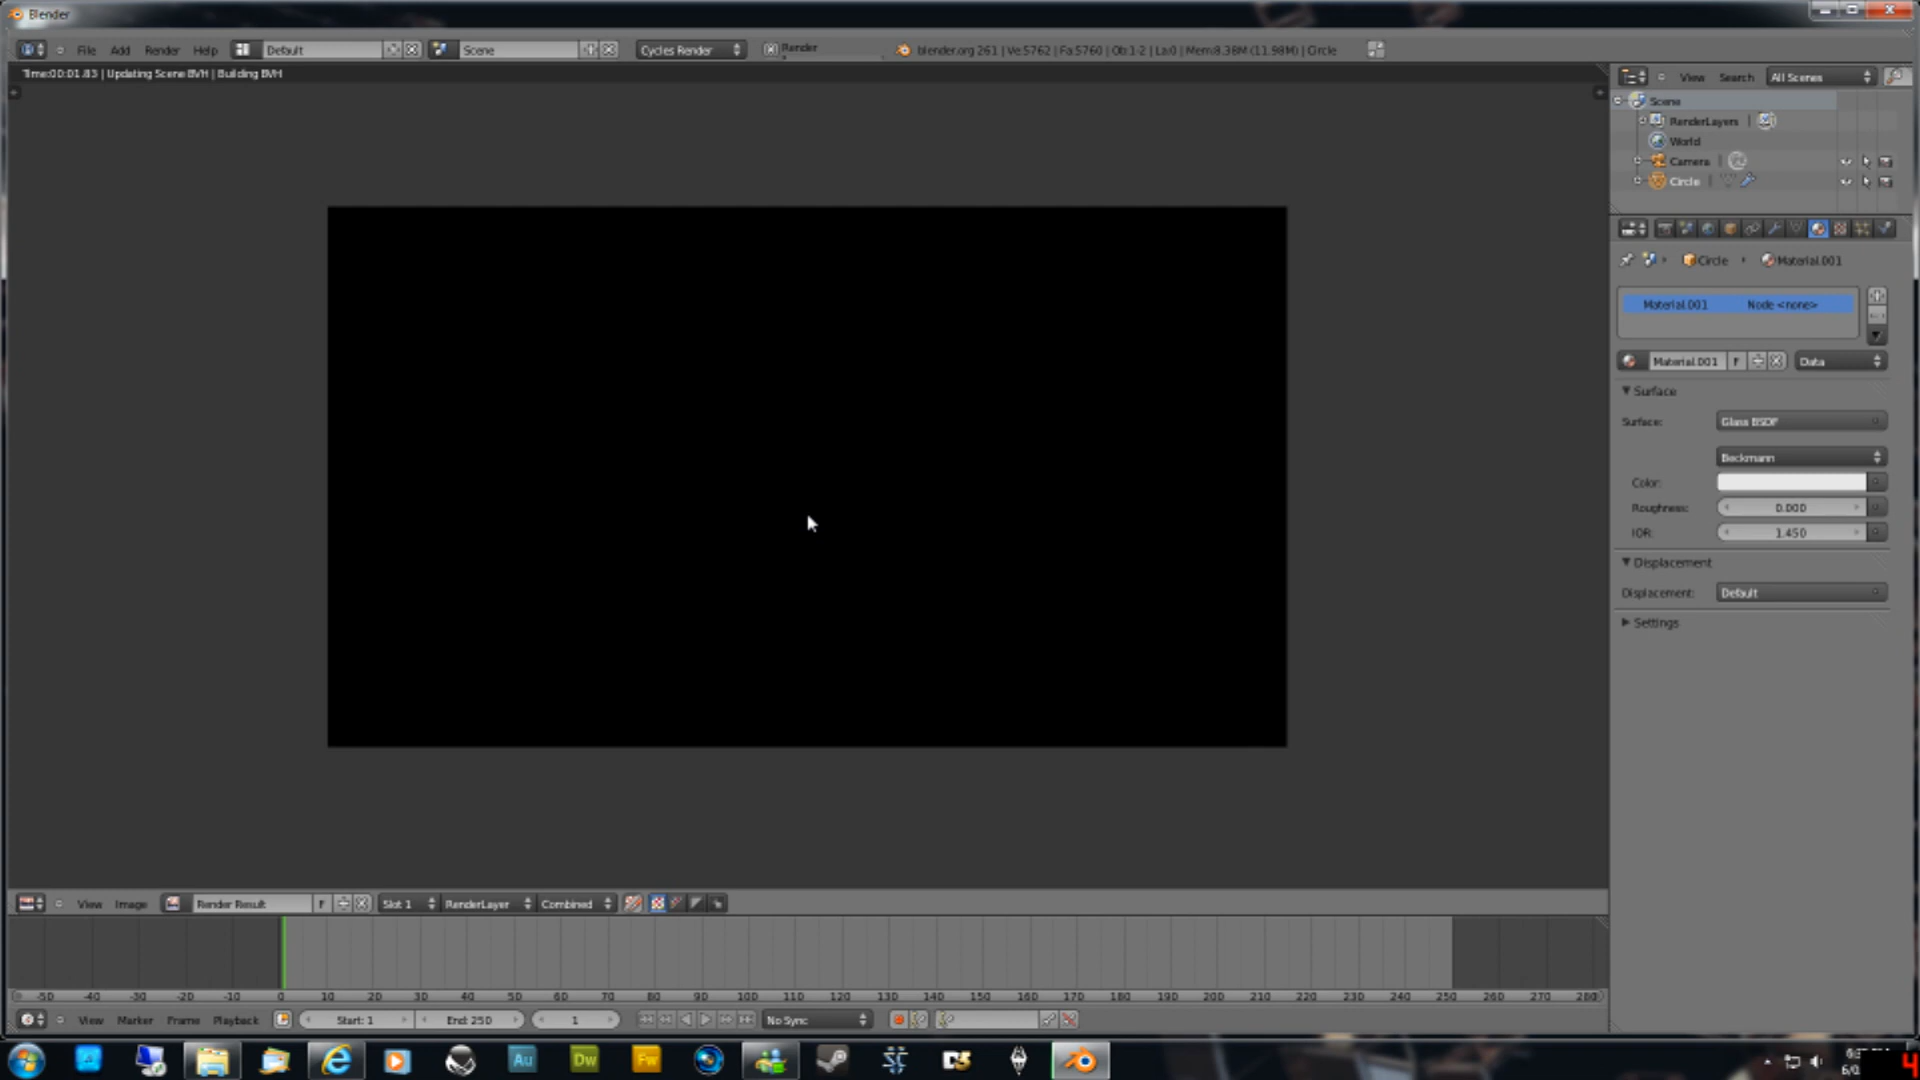 Blender
File Add Render Help Default Scene Cycles Render Render blender.org 261 | Ve:5762 | Fa:5760 | Ob:1-2 | La:0 | Mem:8.38M (11.98M) | Circle
Time:00:01.83 | Updating Scene BVH | Building BVH
View Search All Scenes
Scene
RenderLayers
World
Camera
Circle
Circle Material.001
Material.001 Node <none>
Material.001 F Data
Surface
Surface: Glass BSDF
Beckmann
Color:
Roughness: 0.000
IOR: 1.450
Displacement
Displacement: Default
Settings
View Image Render Result F Slot 1 RenderLayer Combined
-50 -40 -30 -20 -10 0 10 20 30 40 50 60 70 80 90 100 110 120 130 140 150 160 170 180 190 200 210 220 230 240 250 260 270 280
View Marker Frame Playback Start: 1 End: 250 1 No Sync
Au Dw Fw
4